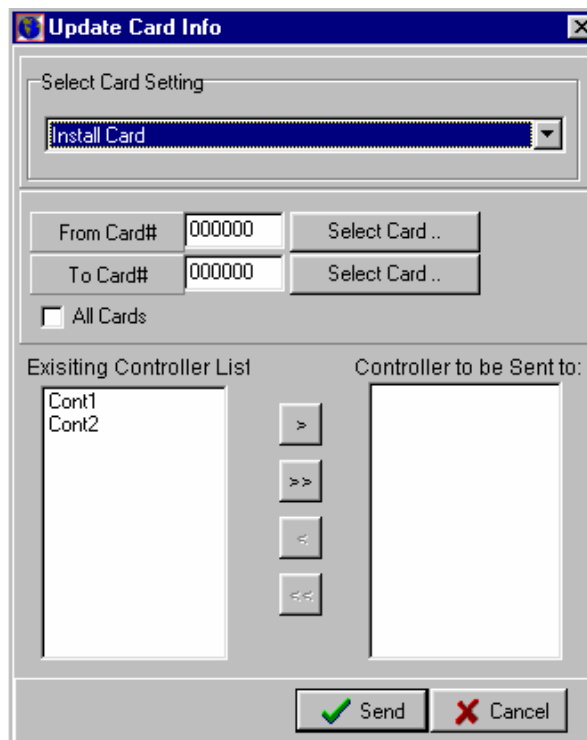 Update Card Info
Select Card Setting
Install Card
From Card# 000000 Select Card ..
To Card# 000000 Select Card ..
All Cards
Exisiting Controller List Controller to be Sent to:
Cont1
Cont2
>
>>
<
<<
Send Cancel